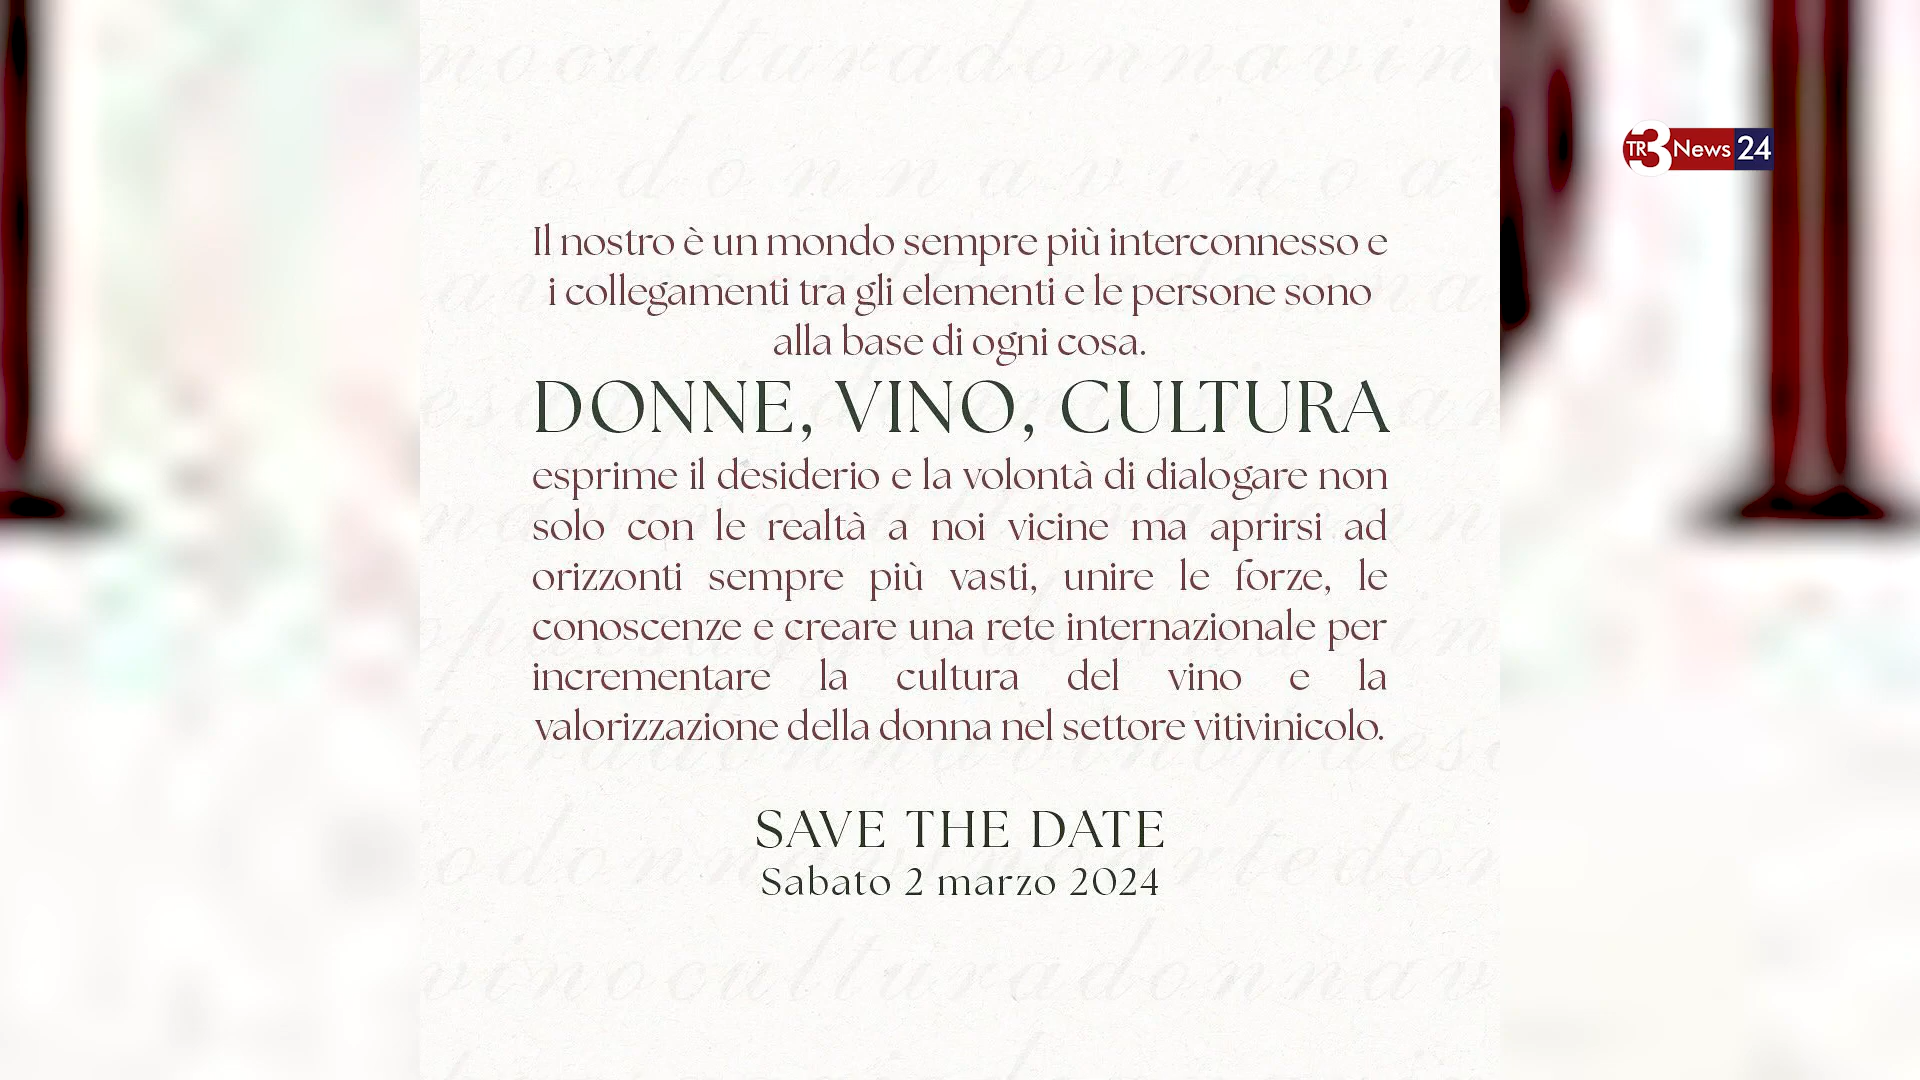 TR3 News 24
Il nostro è un mondo sempre più interconnesso e
i collegamenti tra gli elementi e le persone sono
alla base di ogni cosa.
DONNE, VINO, CULTURA
esprime il desiderio e la volontà di dialogare non
solo con le realtà a noi vicine ma aprirsi ad
orizzonti sempre più vasti, unire le forze, le
conoscenze e creare una rete internazionale per
incrementare la cultura del vino e la
valorizzazione della donna nel settore vitivinicolo.
SAVE THE DATE
Sabato 2 marzo 2024